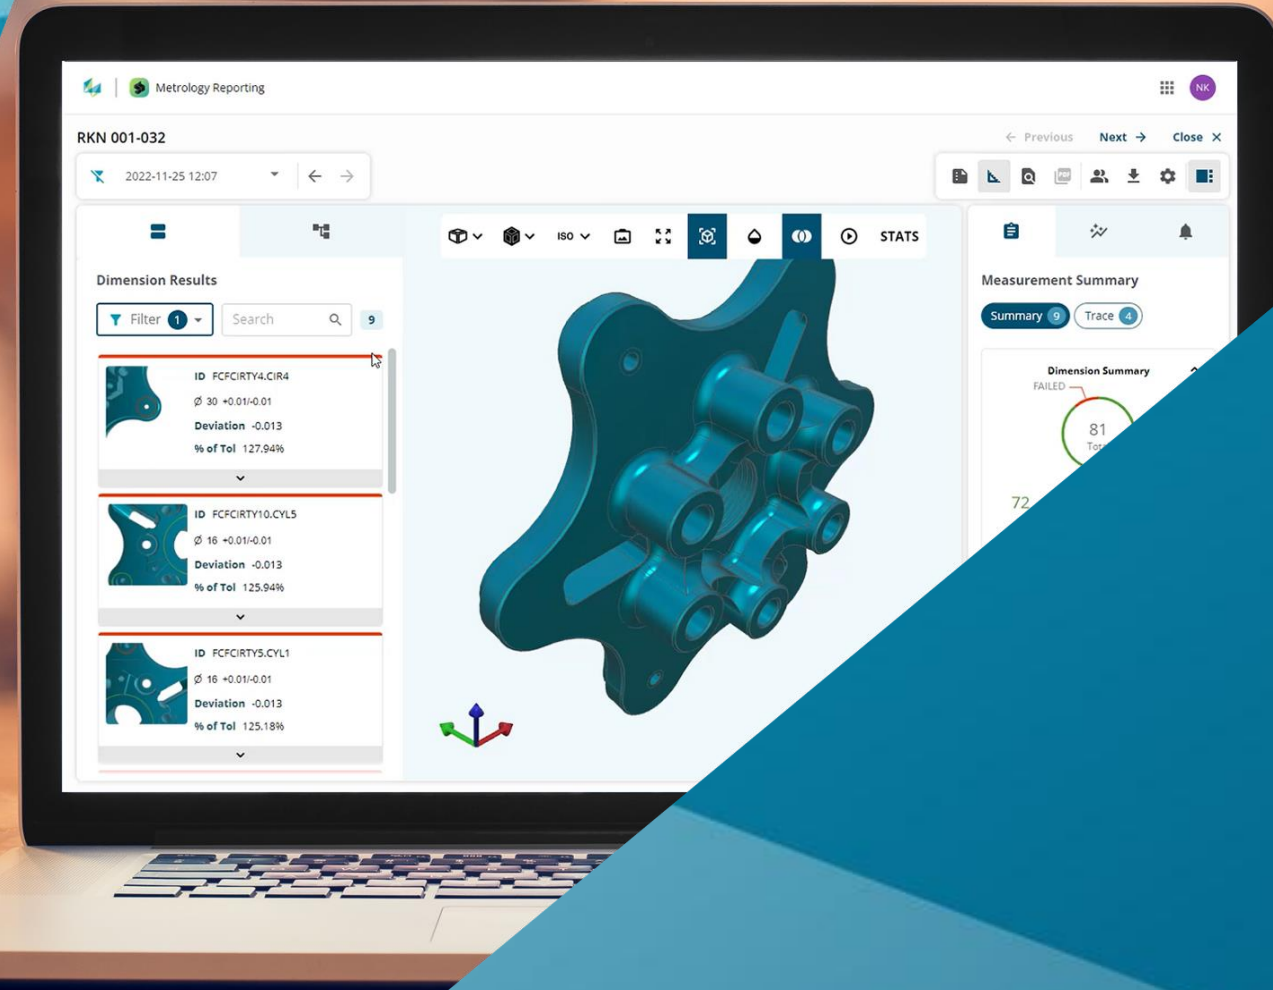 Metrology Reporting
NK
RKN 001-032
Previous Next Close
2022-11-25 12:07
PDF
ISO
STATS
Dimension Results
Filter 1
Search
9
ID FCFCIRTY4.CIR4
Ø 30 +0.01/-0.01
Deviation -0.013
% of Tol 127.94%
ID FCFCIRTY10.CYL5
Ø 16 +0.01/-0.01
Deviation -0.013
% of Tol 125.94%
ID FCFCIRTY5.CYL1
Ø 16 +0.01/-0.01
Deviation -0.013
% of Tol 125.18%
Measurement Summary
Summary 9
Trace 4
Dimension Summary
FAILED
81
72